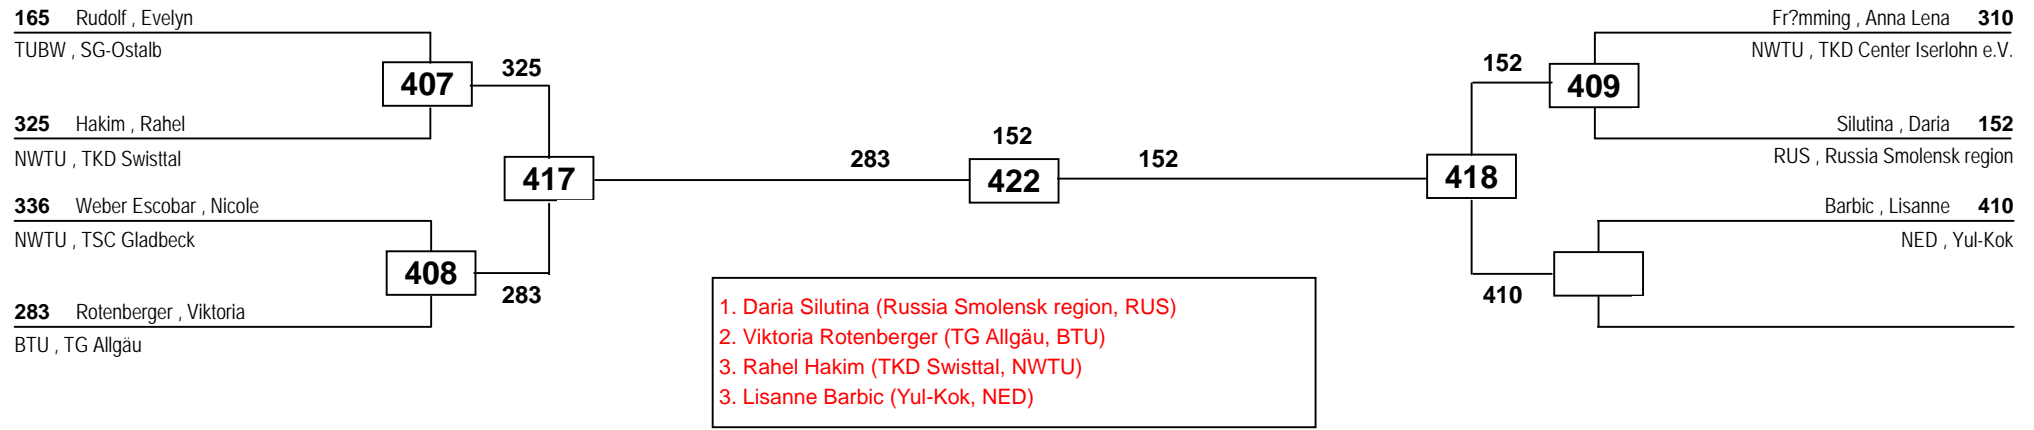 165 Rudolf , Evelyn
TUBW , SG-Ostalb
407
325
325 Hakim , Rahel
NWTU , TKD Swisttal
417
336 Weber Escobar , Nicole
NWTU , TSC Gladbeck
408
283
283 Rotenberger , Viktoria
BTU , TG Allgäu
283
152
422
152
Fr?mming , Anna Lena 310
NWTU , TKD Center Iserlohn e.V.
152
409
Silutina , Daria 152
RUS , Russia Smolensk region
418
Barbic , Lisanne 410
NED , Yul-Kok
410
1. Daria Silutina (Russia Smolensk region, RUS)
2. Viktoria Rotenberger (TG Allgäu, BTU)
3. Rahel Hakim (TKD Swisttal, NWTU)
3. Lisanne Barbic (Yul-Kok, NED)